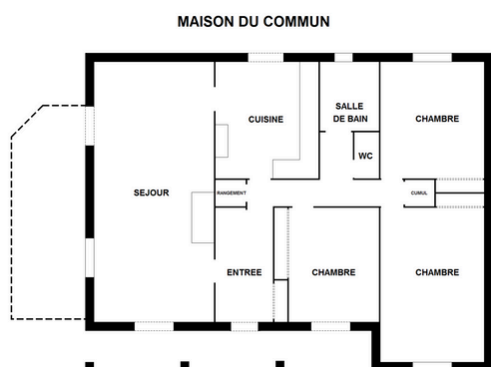 MAISON DU COMMUN
CUISINE
SALLE
DE BAIN
CHAMBRE
WC
SEJOUR
RANGEMENT
CUMUL
ENTREE
CHAMBRE
CHAMBRE